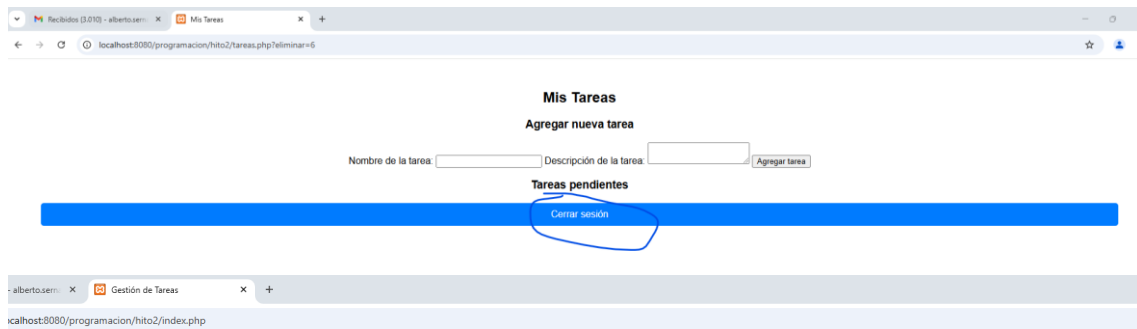 Recibidos (3.010) - alberto.sern
Mis Tareas
localhost:8080/programacion/hito2/tareas.php?eliminar=6
Mis Tareas
Agregar nueva tarea
Nombre de la tarea: Descripción de la tarea: Agregar tarea
Tareas pendientes
Cerrar sesión
- alberto.sern
Gestión de Tareas
ocalhost:8080/programacion/hito2/index.php